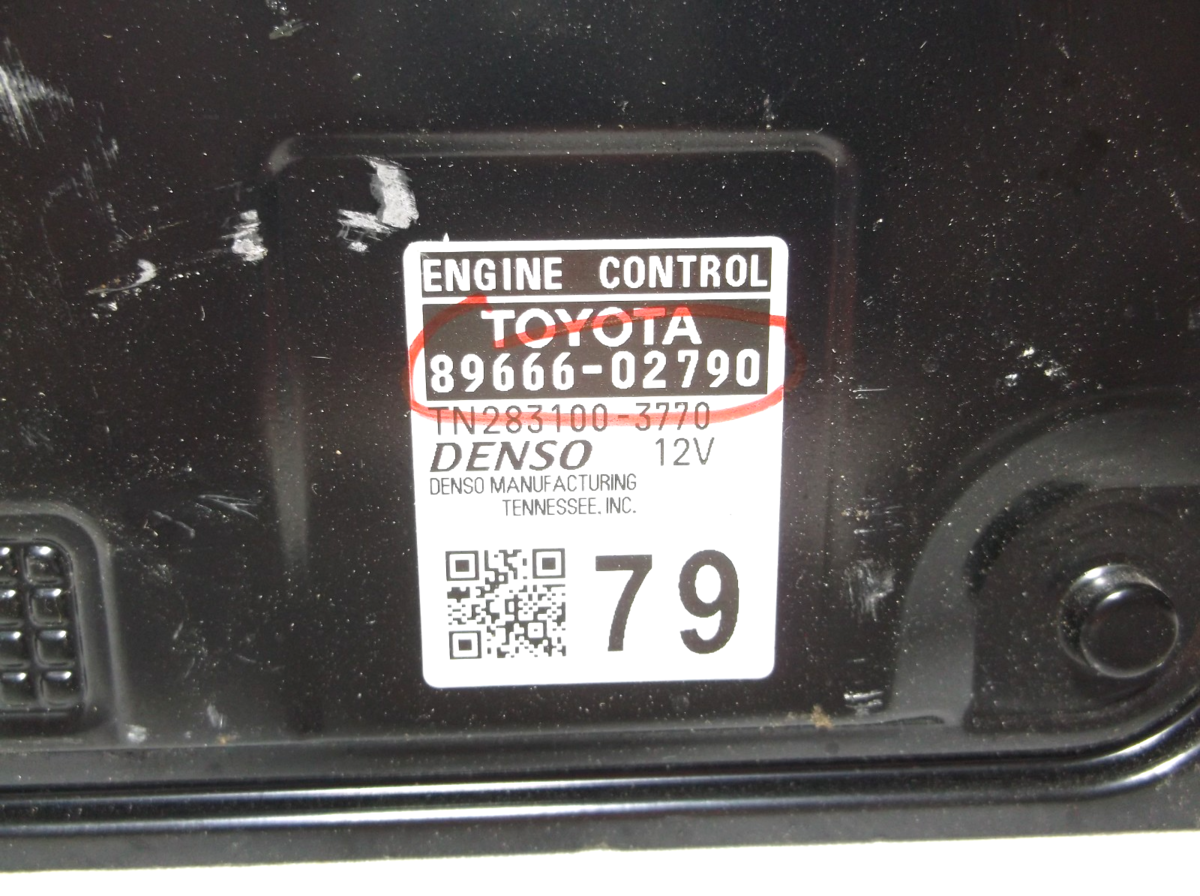 ENGINE CONTROL
TOYOTA
89666-02790
TN283100-3770
DENSO 12V
DENSO MANUFACTURING
TENNESSEE, INC.
79